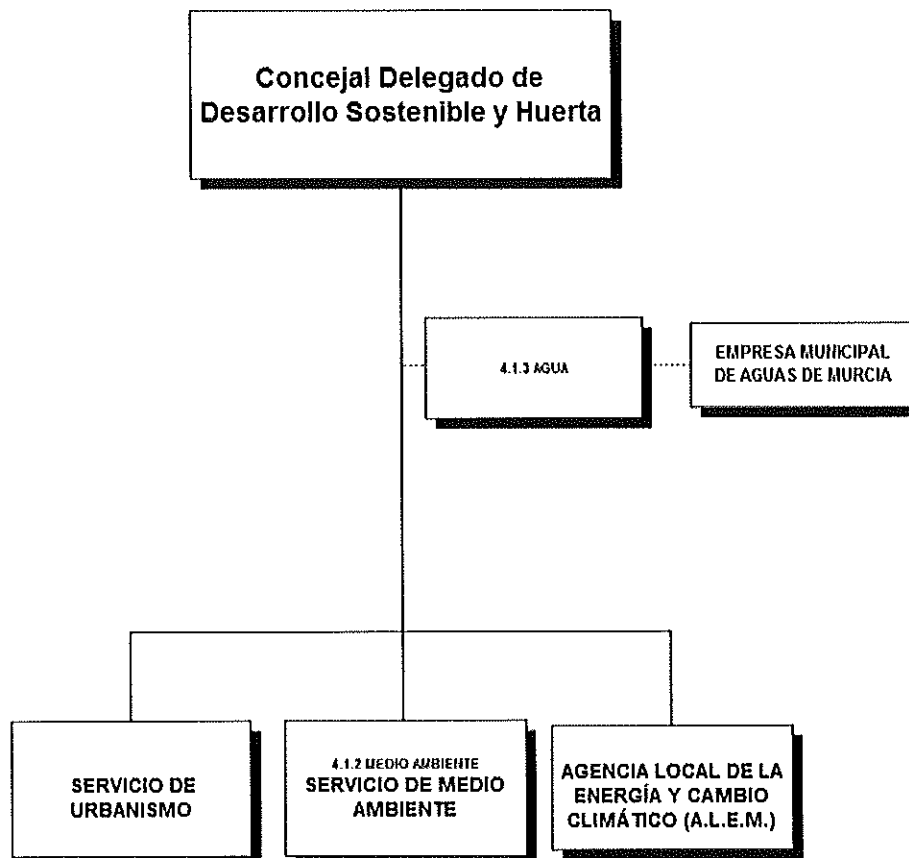 Concejal Delegado de
Desarrollo Sostenible y Huerta
4.1.3 AGUA
EMPRESA MUNICIPAL
DE AGUAS DE MURCIA
SERVICIO DE
URBANISMO
4.1.2 MEDIO AMBIENTE
SERVICIO DE MEDIO
AMBIENTE
AGENCIA LOCAL DE LA
ENERGÍA Y CAMBIO
CLIMÁTICO (A.L.E.M.)